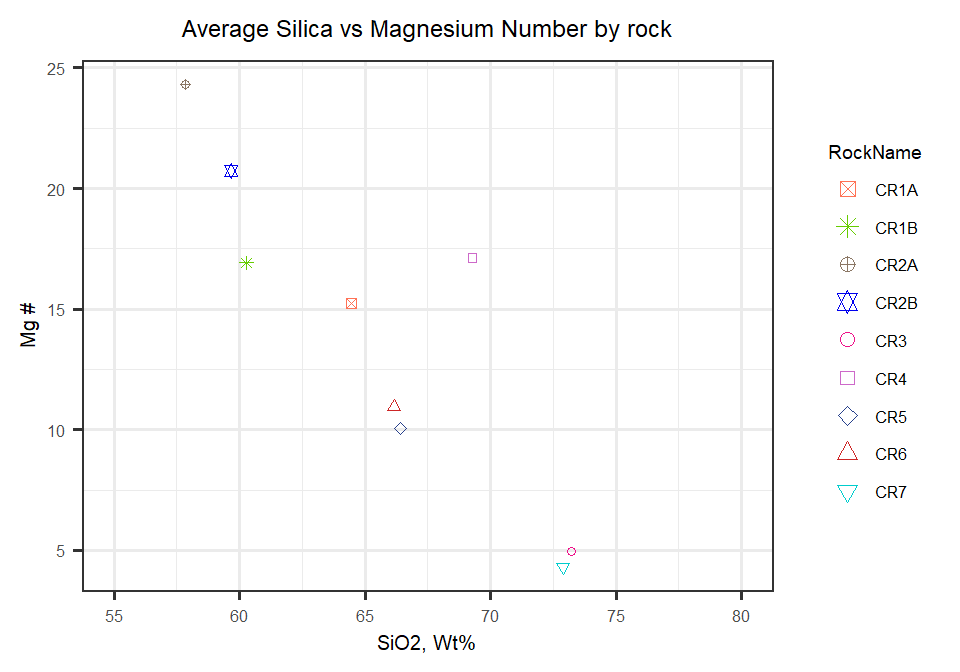 Average Silica vs Magnesium Number by rock
25
20
15
10
5
Mg #
55 60 65 70 75 80
SiO2, Wt%
RockName
CR1A
CR1B
CR2A
CR2B
CR3
CR4
CR5
CR6
CR7